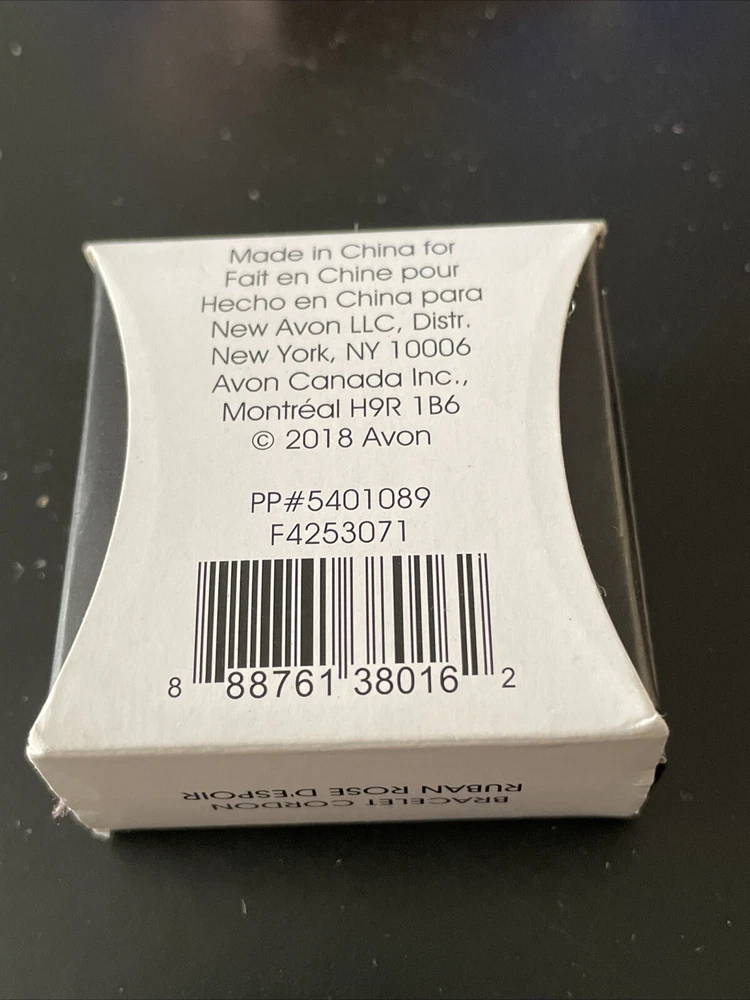 Made in China for
Fait en Chine pour
Hecho en China para
New Avon LLC, Distr.
New York, NY 10006
Avon Canada Inc.,
Montréal H9R 1B6
© 2018 Avon
PP#5401089
F4253071
8 88761 38016 2
BRACELET CORDON
RUBAN ROSE D'ESPOIR